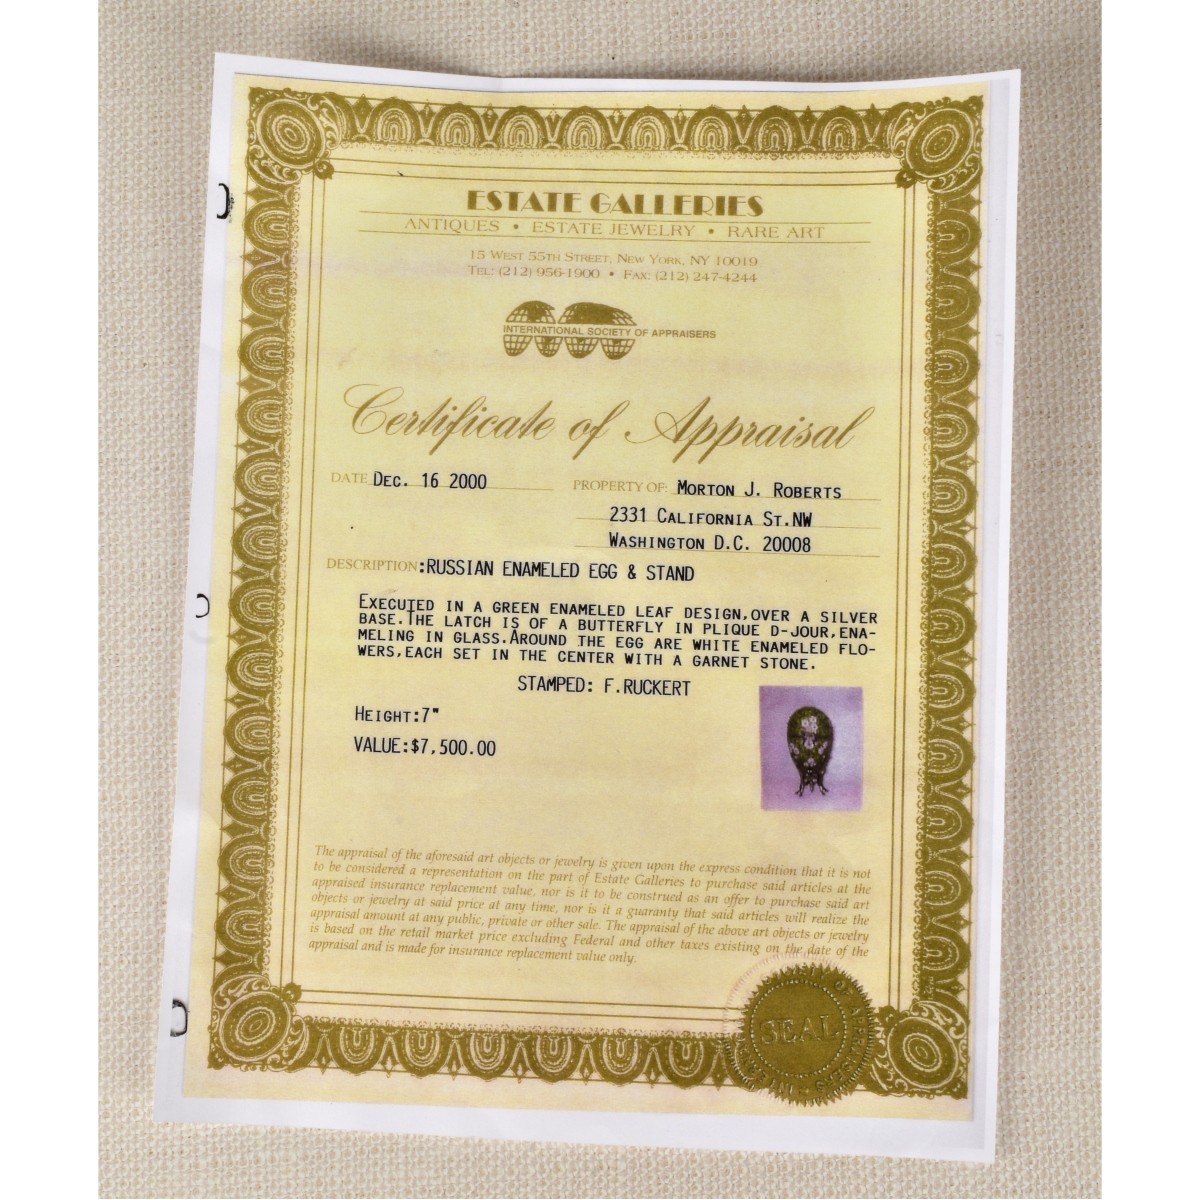 ESTATE GALLERIES
ANTIQUES • ESTATE JEWELRY • RARE ART
15 WEST 55TH STREET, NEW YORK, NY 10019
TEL: (212) 956-1900 • FAX: (212) 247-4244
INTERNATIONAL SOCIETY OF APPRAISERS
Certificate of Appraisal
DATE DEC. 16 2000 PROPERTY OF: MORTON J. ROBERTS
2331 CALIFORNIA ST.NW
WASHINGTON D.C. 20008
DESCRIPTION:RUSSIAN ENAMELED EGG & STAND
EXECUTED IN A GREEN ENAMELED LEAF DESIGN,OVER A SILVER
BASE.THE LATCH IS OF A BUTTERFLY IN PLIQUE D-JOUR,ENA-
MELING IN GLASS.AROUND THE EGG ARE WHITE ENAMELED FLO-
WERS,EACH SET IN THE CENTER WITH A GARNET STONE.
STAMPED: F.RUCKERT
HEIGHT:7"
VALUE:$7,500.00
The appraisal of the aforesaid art objects or jewelry is given upon the express condition that it is not
to be considered a representation on the part of Estate Galleries to purchase said articles at the
appraised insurance replacement value, nor is it to be construed as an offer to purchase said art
objects or jewelry at said price at any time, nor is it a guaranty that said articles will realize the
appraisal amount at any public, private or other sale. The appraisal of the above art objects or jewelry
is based on the retail market price excluding Federal and other taxes existing on the date of the
appraisal and is made for insurance replacement value only.
SEAL